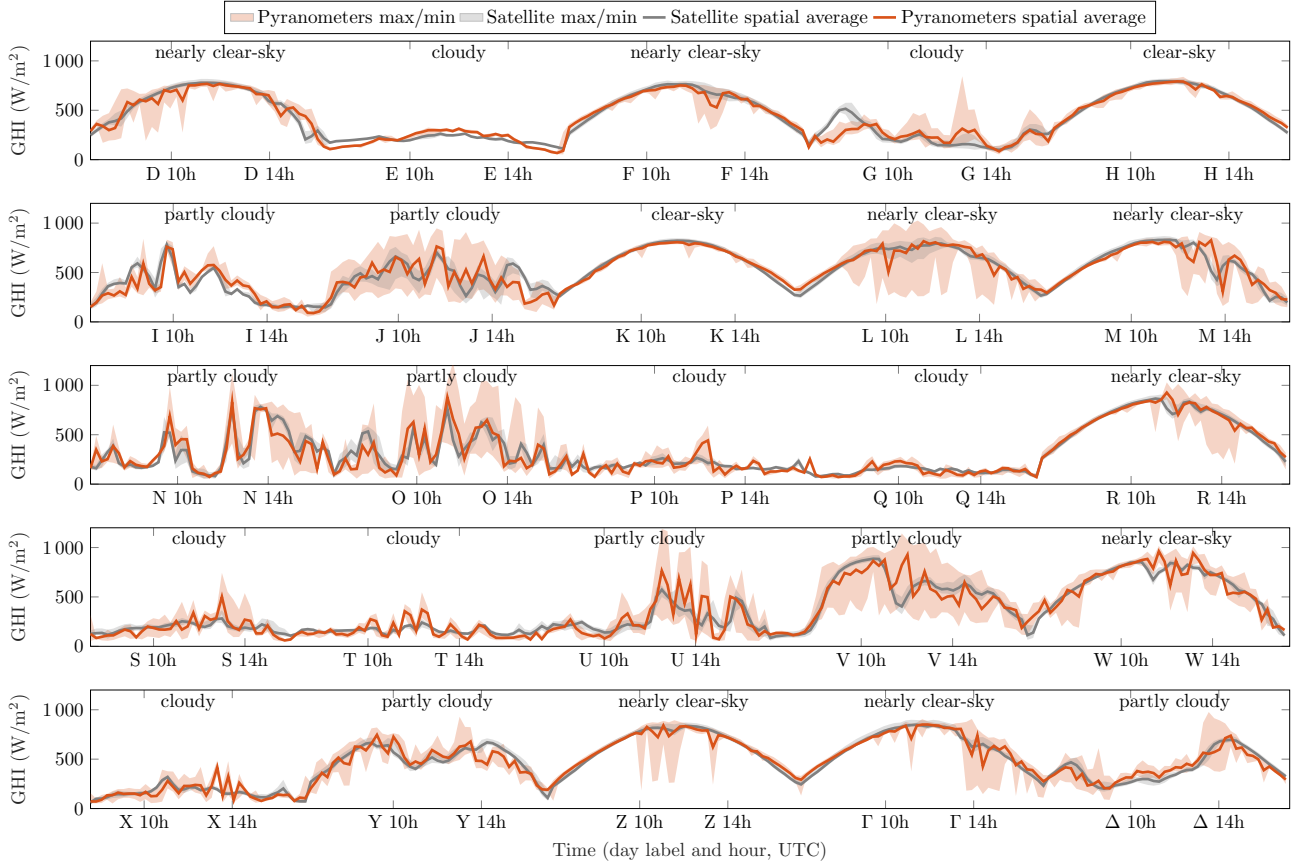 Pyranometers max/min Satellite max/min Satellite spatial average Pyranometers spatial average
nearly clear-sky cloudy nearly clear-sky cloudy clear-sky
1 000
500
0
GHI (W/m²)
D 10h D 14h E 10h E 14h F 10h F 14h G 10h G 14h H 10h H 14h
partly cloudy partly cloudy clear-sky nearly clear-sky nearly clear-sky
1 000
500
0
GHI (W/m²)
I 10h I 14h J 10h J 14h K 10h K 14h L 10h L 14h M 10h M 14h
partly cloudy partly cloudy cloudy cloudy nearly clear-sky
1 000
500
0
GHI (W/m²)
N 10h N 14h O 10h O 14h P 10h P 14h Q 10h Q 14h R 10h R 14h
cloudy cloudy partly cloudy partly cloudy nearly clear-sky
1 000
500
0
GHI (W/m²)
S 10h S 14h T 10h T 14h U 10h U 14h V 10h V 14h W 10h W 14h
cloudy partly cloudy nearly clear-sky nearly clear-sky partly cloudy
1 000
500
0
GHI (W/m²)
X 10h X 14h Y 10h Y 14h Z 10h Z 14h Γ 10h Γ 14h Δ 10h Δ 14h
Time (day label and hour, UTC)